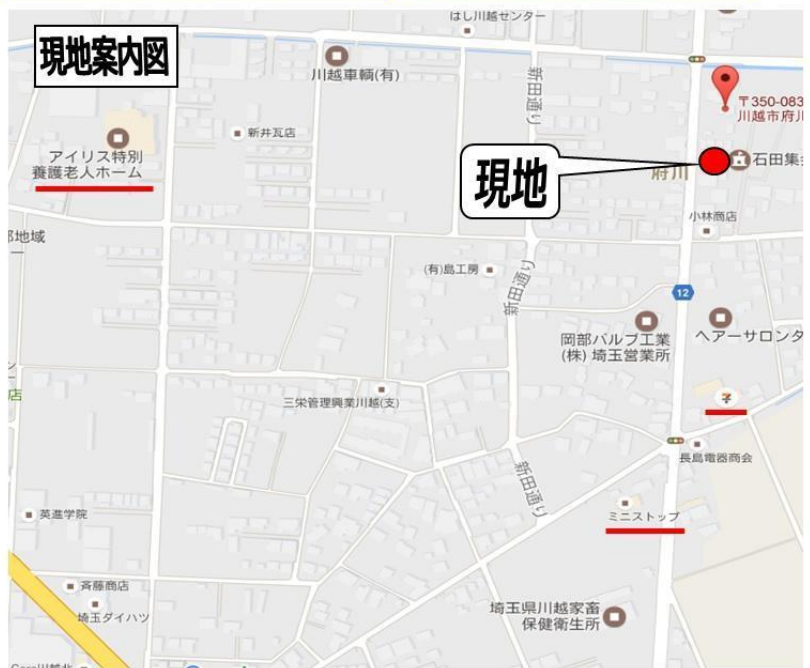 現地案内図
はし川越センター
川越車輌(有)
新田通り
〒350-083
川越市府川
アイリス特別
養護老人ホーム
新井瓦店
現地
府川
石田集会
小林商店
部地域
(有)島工房
新田通り
12
岡部バルブ工業
(株) 埼玉営業所
ヘアーサロンタ
店
三栄管理興業川越(支)
長島電器商会
新田通り
英進学院
ミニストップ
斉藤商店
埼玉ダイハツ
埼玉県川越家畜
保健衛生所